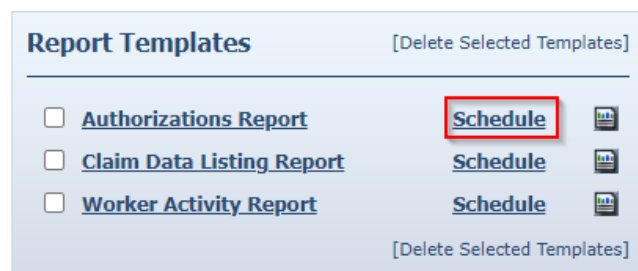 Report Templates [Delete Selected Templates]
Authorizations Report Schedule
Claim Data Listing Report Schedule
Worker Activity Report Schedule
[Delete Selected Templates]